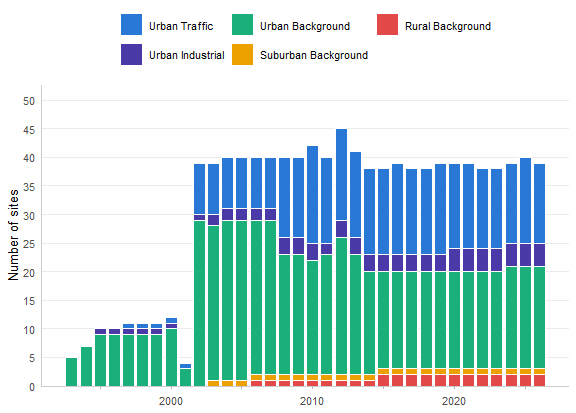 Urban Traffic
Urban Background
Rural Background
Urban Industrial
Suburban Background
Number of sites
50
45
40
35
30
25
20
15
10
5
0
2000
2010
2020